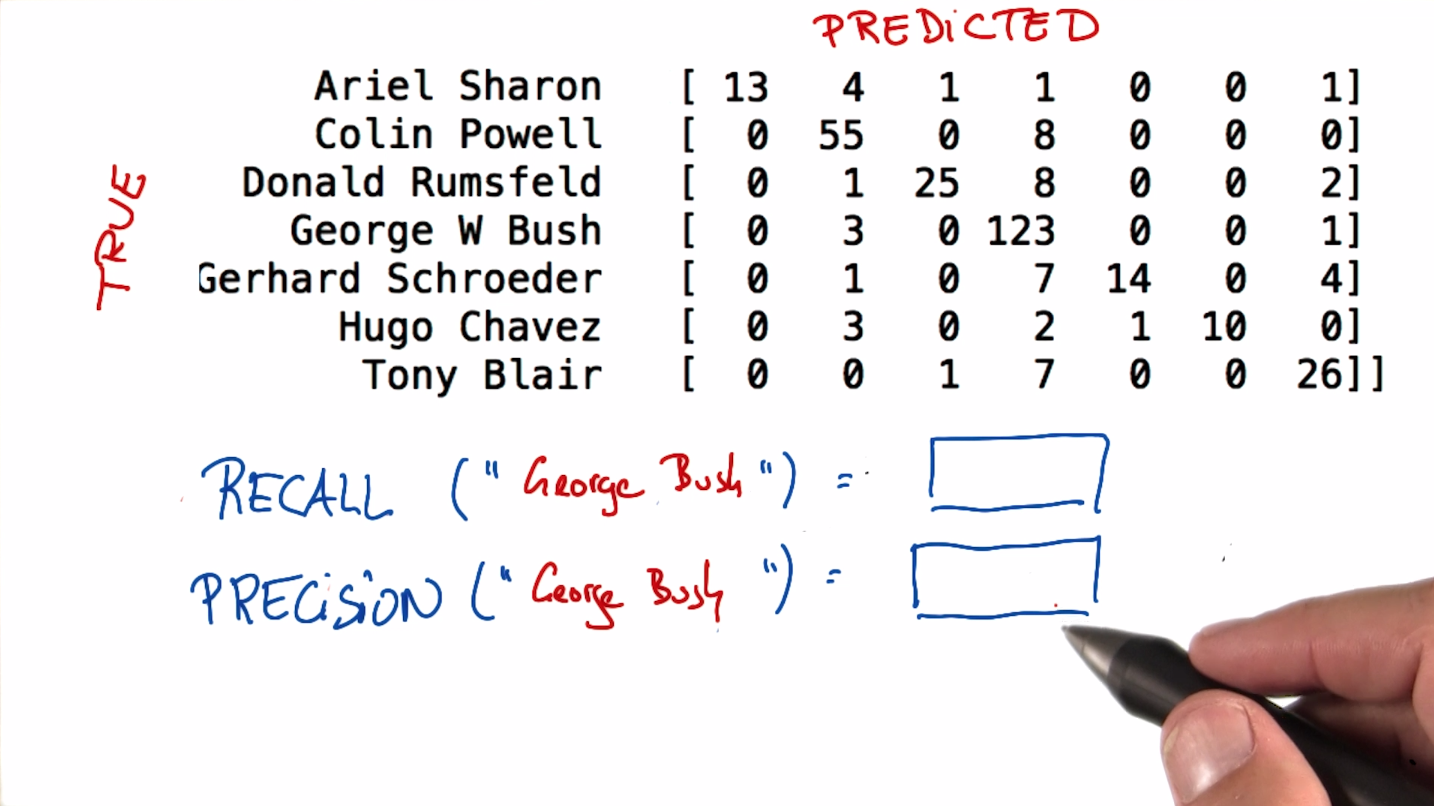 PREDICTED
Ariel Sharon [ 13 4 1 1 0 0 1]
Colin Powell [ 0 55 0 8 0 0 0]
Donald Rumsfeld [ 0 1 25 8 0 0 2]
TRUE
George W Bush [ 0 3 0 123 0 0 1]
Gerhard Schroeder [ 0 1 0 7 14 0 4]
Hugo Chavez [ 0 3 0 2 1 10 0]
Tony Blair [ 0 0 1 7 0 0 26]]
RECALL ("George Bush") =
PRECiSiON ("George Bush") =